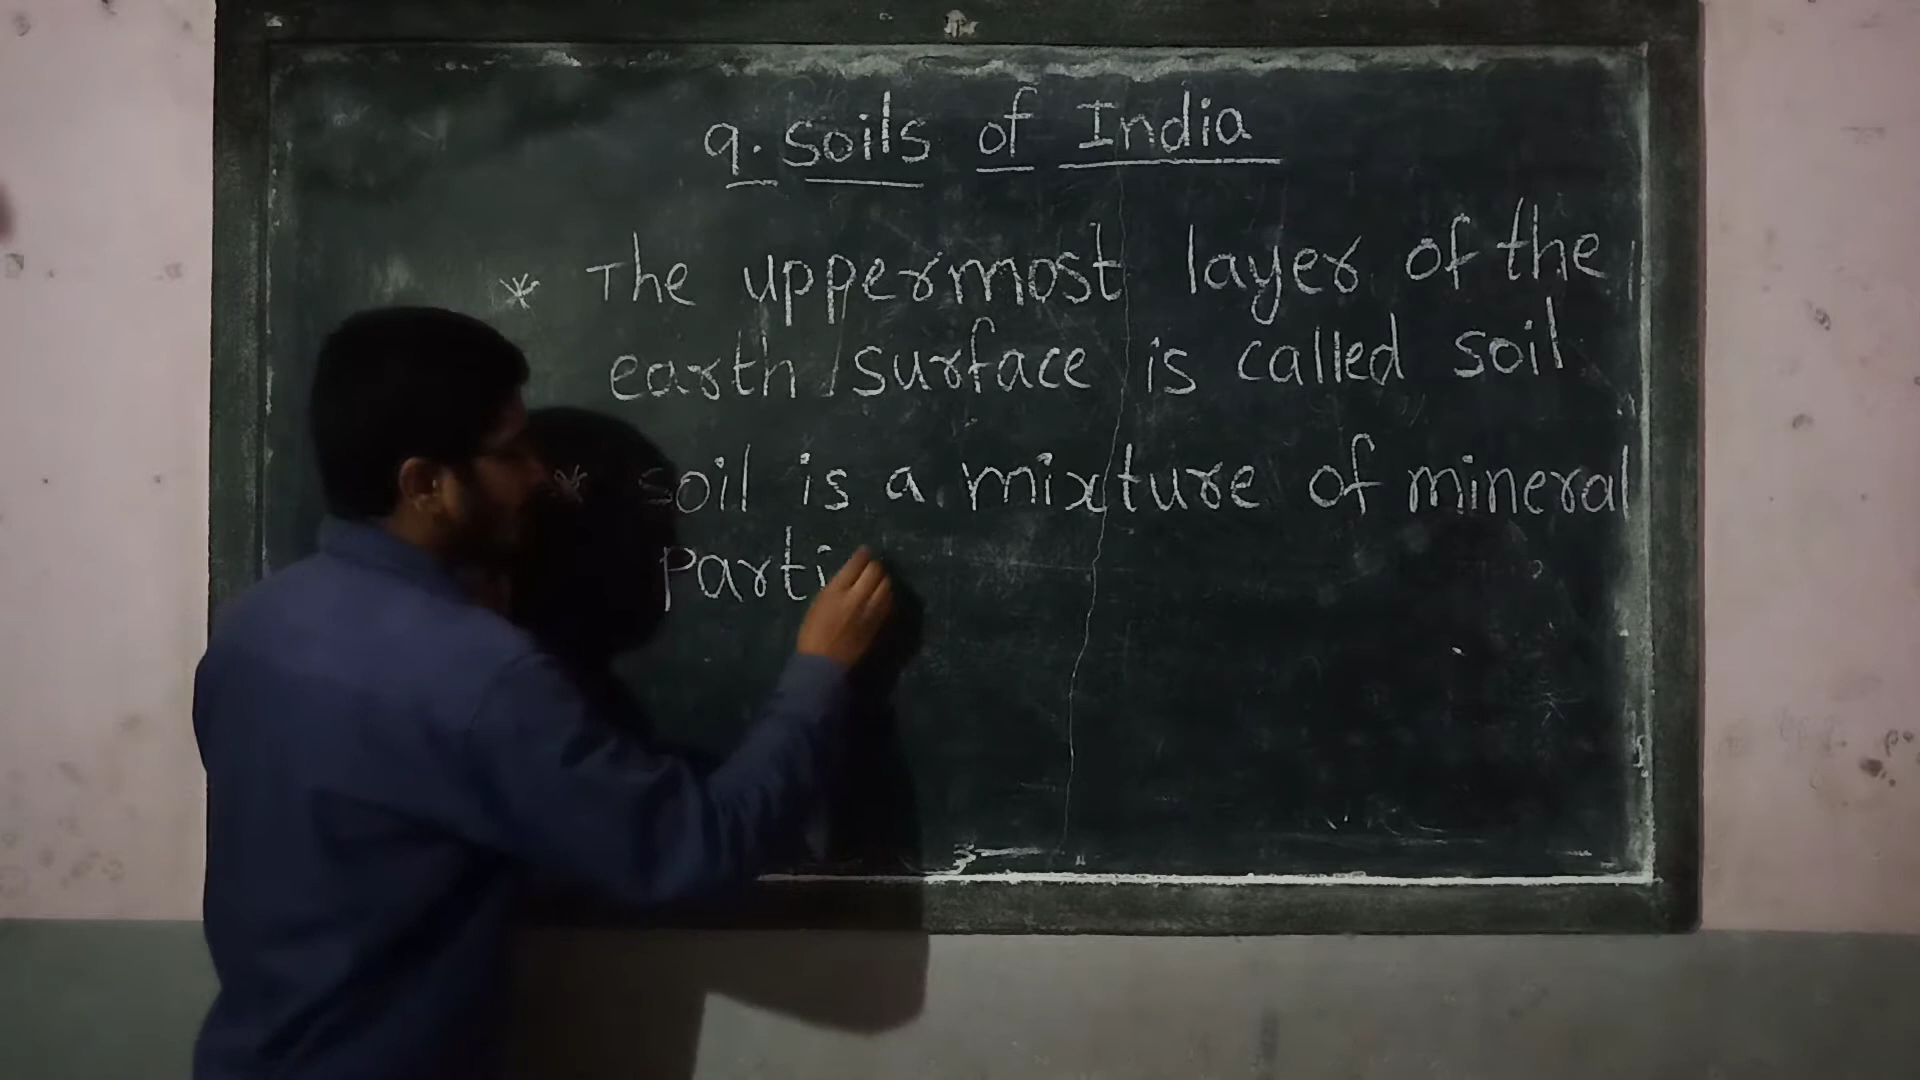 9. Soils of India
* The uppermost layer of the
earth surface is called soil
* Soil is a mixture of mineral
Parti